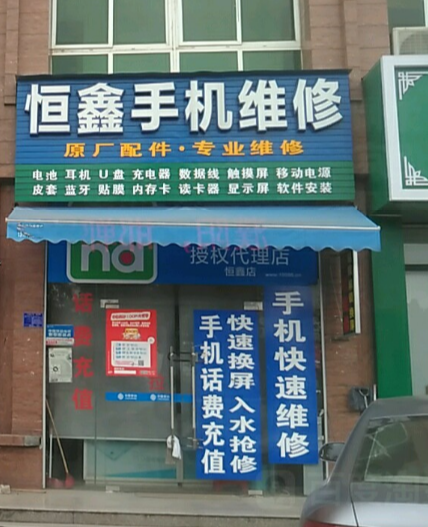 恒鑫手机维修
原厂配件·专业维修
电池 耳机 U盘 充电器 数据线 触摸屏 移动电源
皮套 蓝牙 贴膜 内存卡 读卡器 显示屏 软件安装
授权代理店
恒鑫店
手机快速维修
快速换屏 入水抢修
手机话费充值
充值